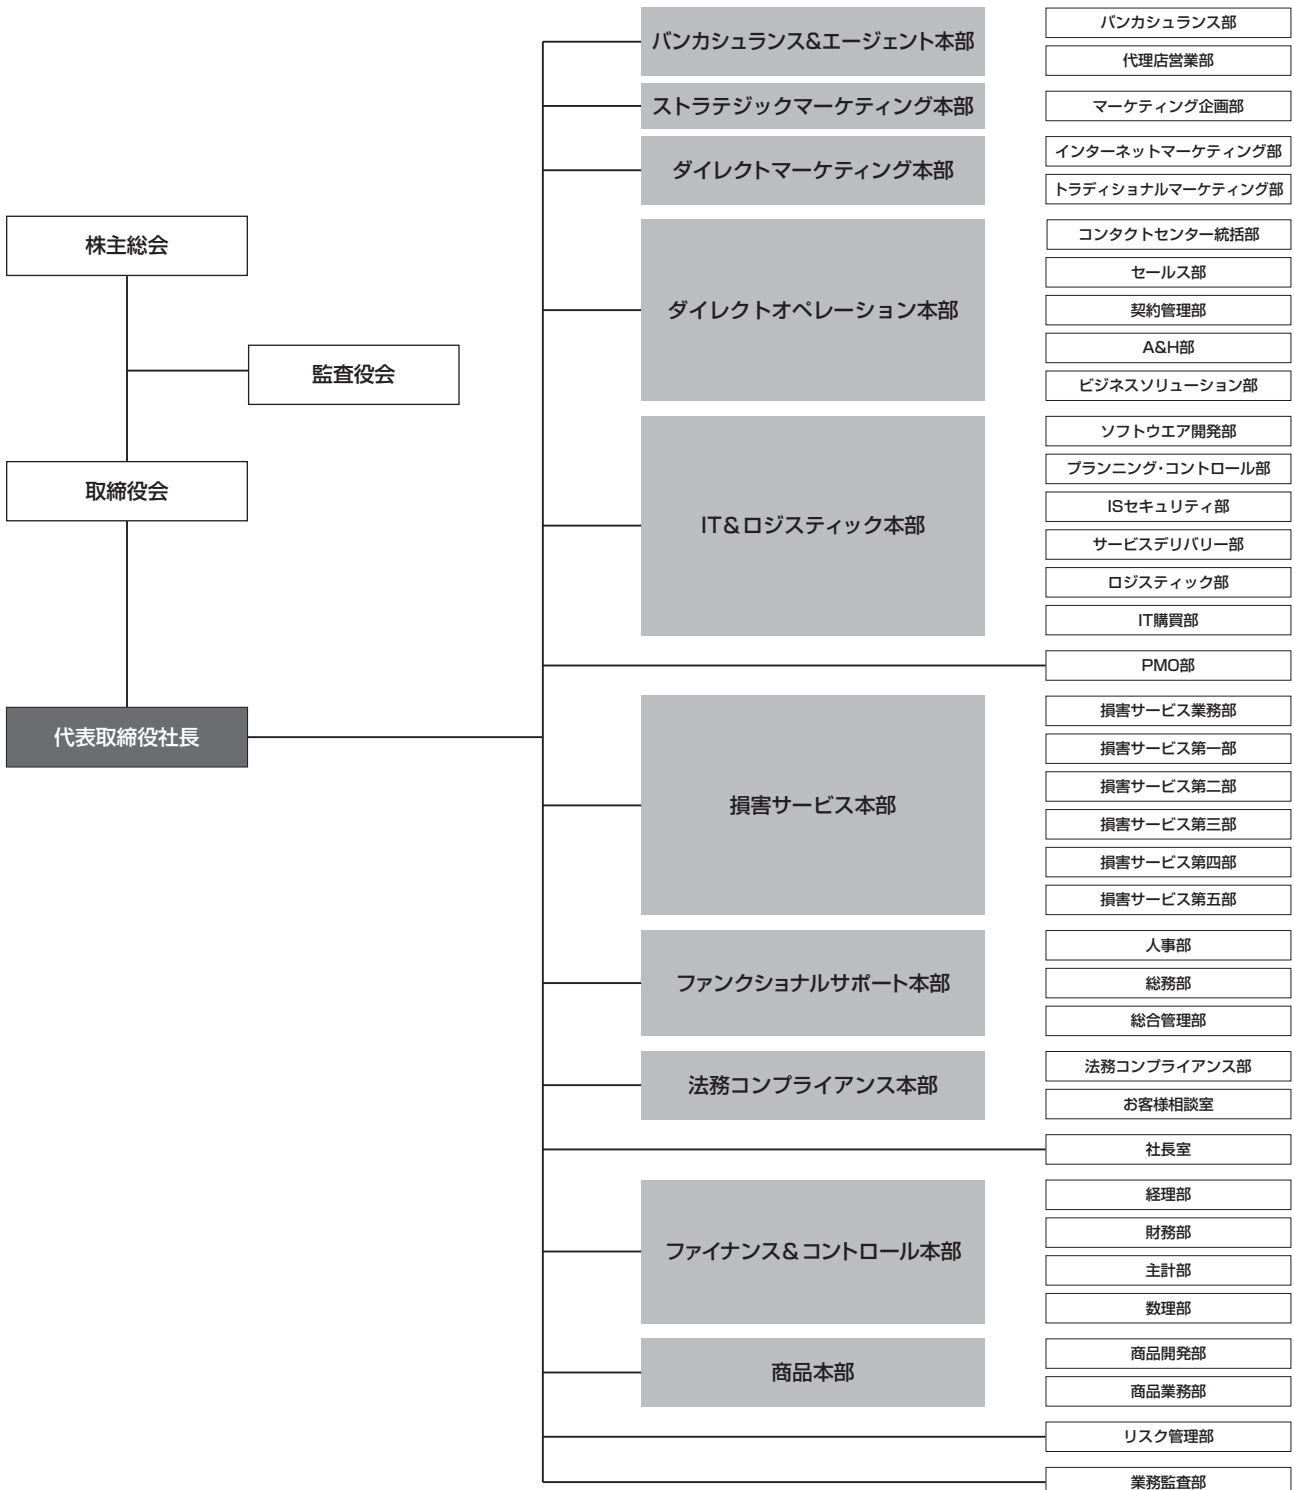 株主総会
監査役会
取締役会
代表取締役社長
バンカシュランス&エージェント本部
バンカシュランス部
代理店営業部
ストラテジックマーケティング本部
マーケティング企画部
ダイレクトマーケティング本部
インターネットマーケティング部
トラディショナルマーケティング部
ダイレクトオペレーション本部
コンタクトセンター統括部
セールス部
契約管理部
A&H部
ビジネスソリューション部
IT&ロジスティック本部
ソフトウエア開発部
プランニング・コントロール部
ISセキュリティ部
サービスデリバリー部
ロジスティック部
IT購買部
PMO部
損害サービス本部
損害サービス業務部
損害サービス第一部
損害サービス第二部
損害サービス第三部
損害サービス第四部
損害サービス第五部
ファンクショナルサポート本部
人事部
総務部
総合管理部
法務コンプライアンス本部
法務コンプライアンス部
お客様相談室
社長室
ファイナンス&コントロール本部
経理部
財務部
主計部
数理部
商品本部
商品開発部
商品業務部
リスク管理部
業務監査部